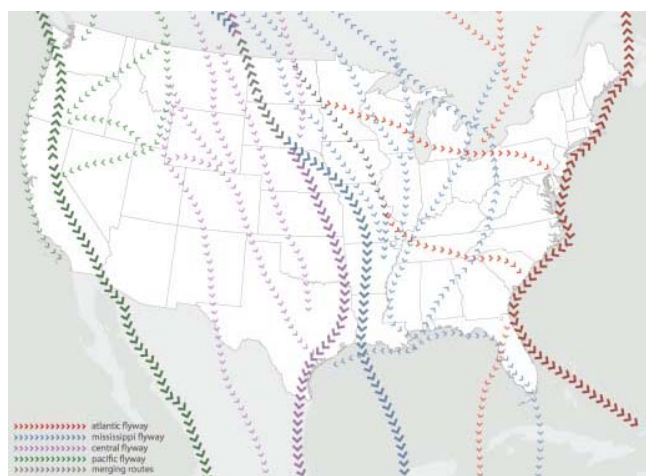 atlantic flyway
mississippi flyway
central flyway
pacific flyway
merging routes